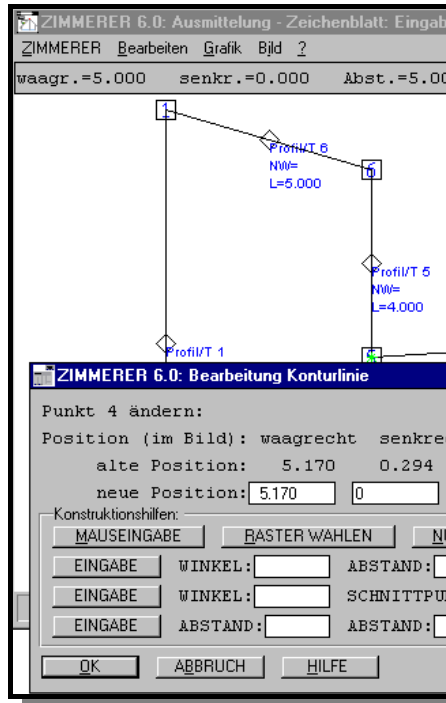 ZIMMERER 6.0: Ausmittelung - Zeichenblatt: Eingab
ZIMMERER Bearbeiten Grafik Bild ?
waagr.=5.000 senkr.=0.000 Abst.=5.00
1
Profil/T 6
NW=
L=5.000
6
Profil/T 5
NW=
L=4.000
Profil/T 1
5
ZIMMERER 6.0: Bearbeitung Konturlinie
Punkt 4 ändern:
Position (im Bild): waagrecht senkre
alte Position: 5.170 0.294
neue Position: 5.170 0
Konstruktionshilfen:
MAUSEINGABE RASTER WÄHLEN NU
EINGABE WINKEL: ABSTAND:
EINGABE WINKEL: SCHNITTPU
EINGABE ABSTAND: ABSTAND:
OK ABBRUCH HILFE